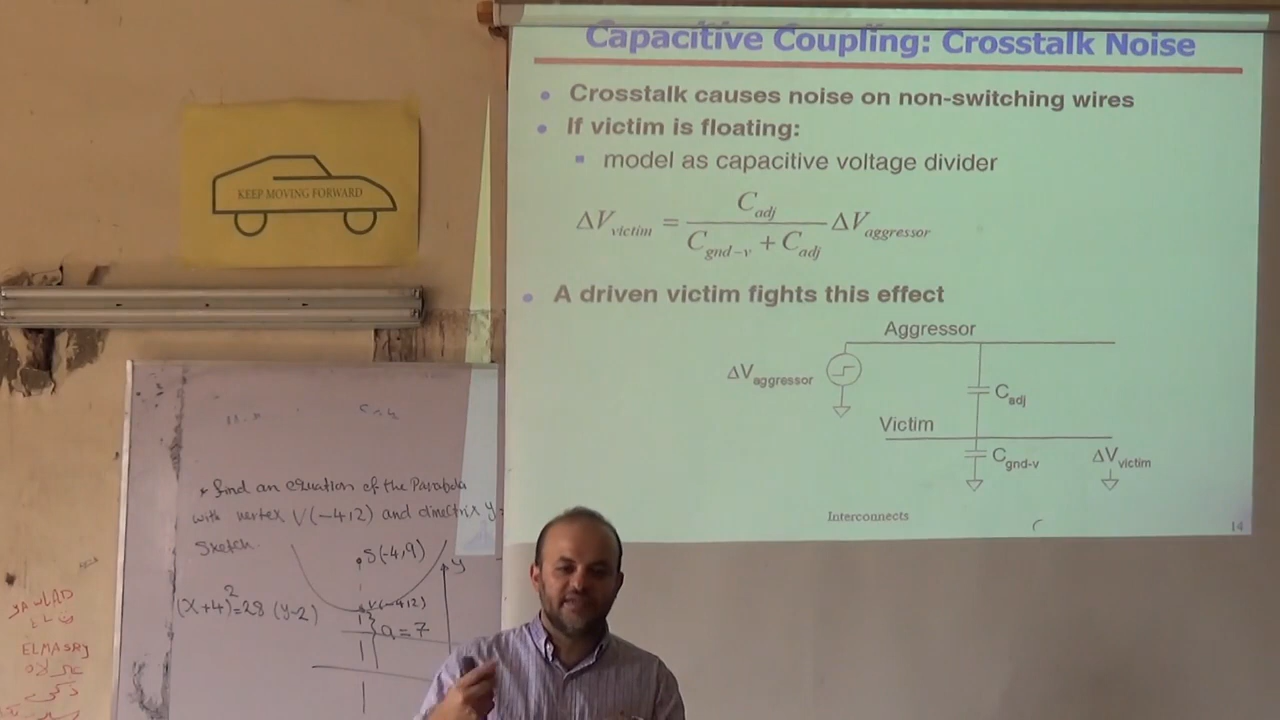 Capacitive Coupling: Crosstalk Noise
• Crosstalk causes noise on non-switching wires
• If victim is floating:
▪ model as capacitive voltage divider
ΔV_victim = C_adj / (C_gnd-v + C_adj) ΔV_aggressor
• A driven victim fights this effect
Aggressor
ΔV_aggressor
C_adj
Victim
C_gnd-v
ΔV_victim
Interconnects
14
KEEP MOVING FORWARD
* find an equation of the Parabola
with vertex V(-4,2) and directrix y =
Sketch.
S(-4,9)
y
V(-4,2)
(x+4)²=28 (y-2)
a = 7
ELMASRY